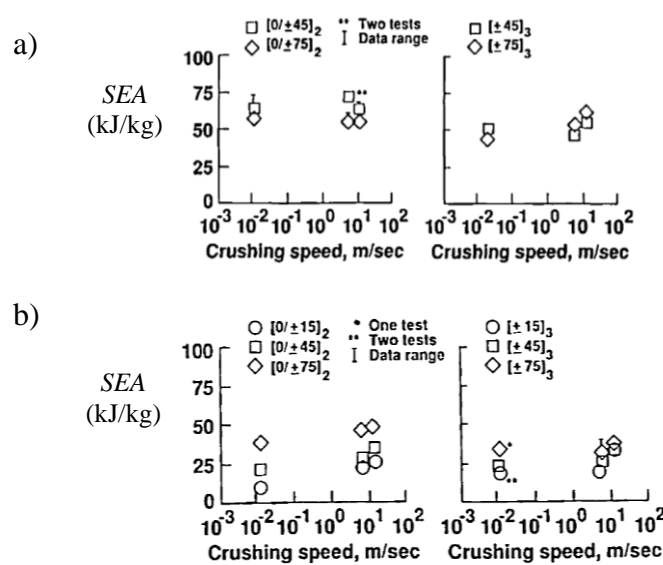 a)
[0/±45]₂
[0/±75]₂
** Two tests
Data range
[±45]₃
[±75]₃
SEA
(kJ/kg)
100
75
50
25
0
10⁻³ 10⁻² 10⁻¹ 10⁰ 10¹ 10²
Crushing speed, m/sec
10⁻³ 10⁻² 10⁻¹ 10⁰ 10¹ 10²
Crushing speed, m/sec
**
b)
[0/±15]₂
[0/±45]₂
[0/±75]₂
* One test
** Two tests
Data range
[±15]₃
[±45]₃
[±75]₃
SEA
(kJ/kg)
100
75
50
25
0
*
**
10⁻³ 10⁻² 10⁻¹ 10⁰ 10¹ 10²
Crushing speed, m/sec
10⁻³ 10⁻² 10⁻¹ 10⁰ 10¹ 10²
Crushing speed, m/sec